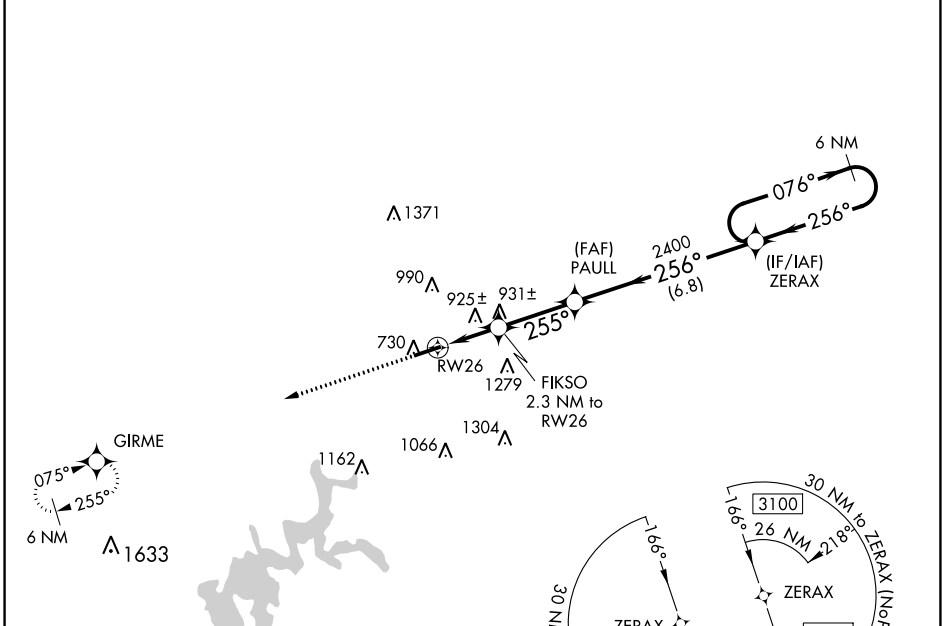 6 NM
076°
256°
1371
(FAF)
PAULL
2400
256°
(6.8)
(IF/IAF)
ZERAX
990
925±
931±
255°
730
RW26
1279
FIKSO
2.3 NM to
RW26
1304
1066
1162
GIRME
075°
255°
6 NM
1633
30 NM to ZERAX (NoP
3100
166°
26 NM
218°
ZERAX
166°
30 N
ZERAX